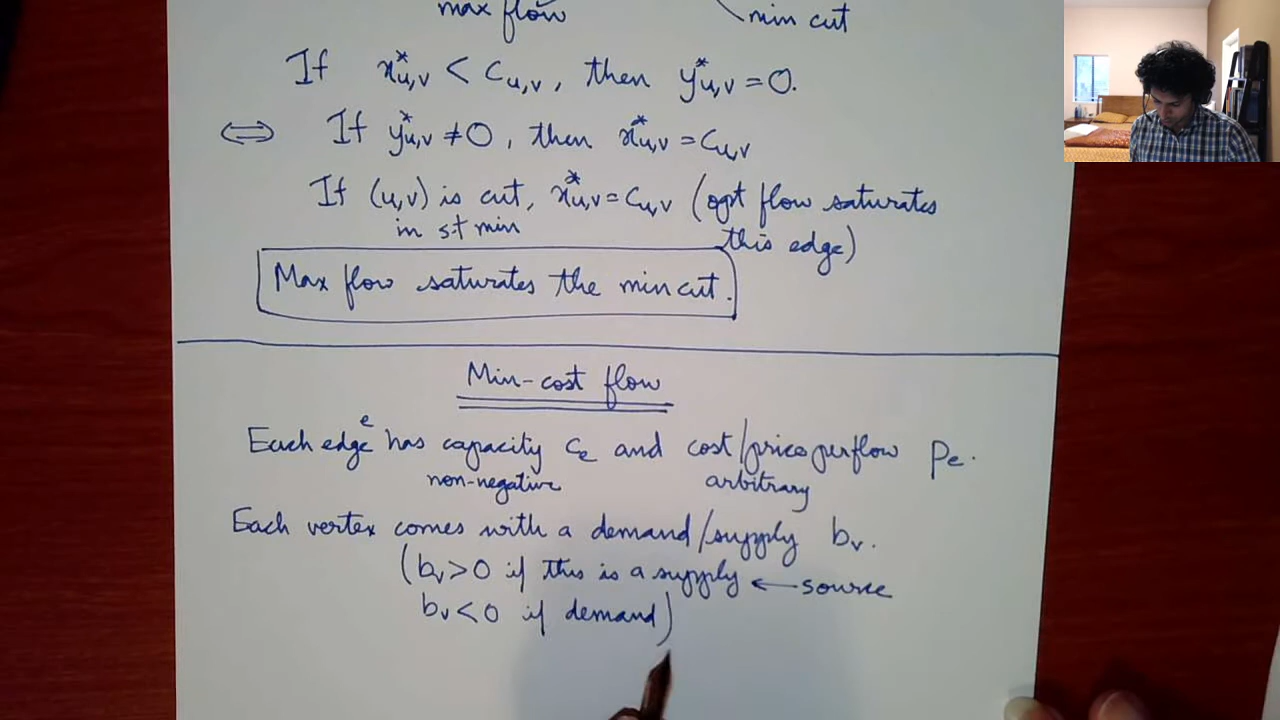 max flow
min cut
If x*u,v < Cu,v, then y*u,v = 0.
⇔ If y*u,v ≠ 0, then x*u,v = Cu,v
If (u,v) is cut, x*u,v = Cu,v (opt flow saturates
in s-t min
this edge)
Max flow saturates the min cut.
Min-cost flow
Each edge e has capacity ce and cost/price per flow pe.
non-negative
arbitrary
Each vertex comes with a demand/supply bv.
(bv > 0 if this is a supply ← source
bv < 0 if demand)